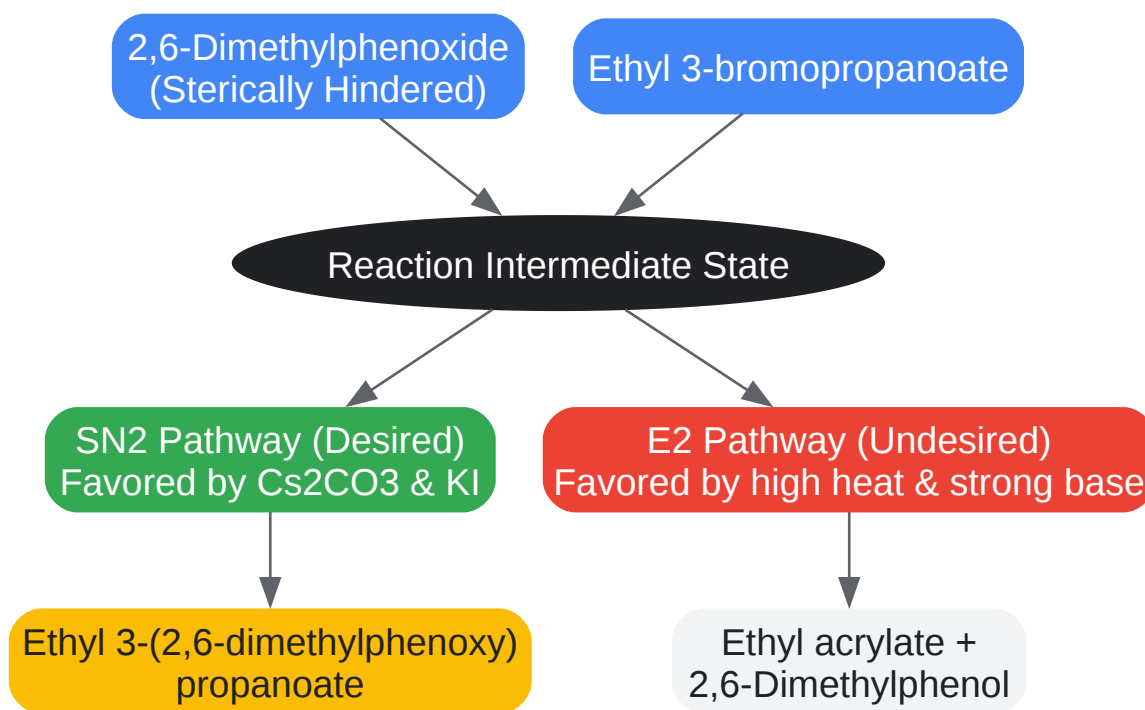 2,6-Dimethylphenoxide
(Sterically Hindered)
Ethyl 3-bromopropanoate
Reaction Intermediate State
SN2 Pathway (Desired)
Favored by Cs2CO3 & KI
E2 Pathway (Undesired)
Favored by high heat & strong base
Ethyl 3-(2,6-dimethylphenoxy)
propanoate
Ethyl acrylate +
2,6-Dimethylphenol